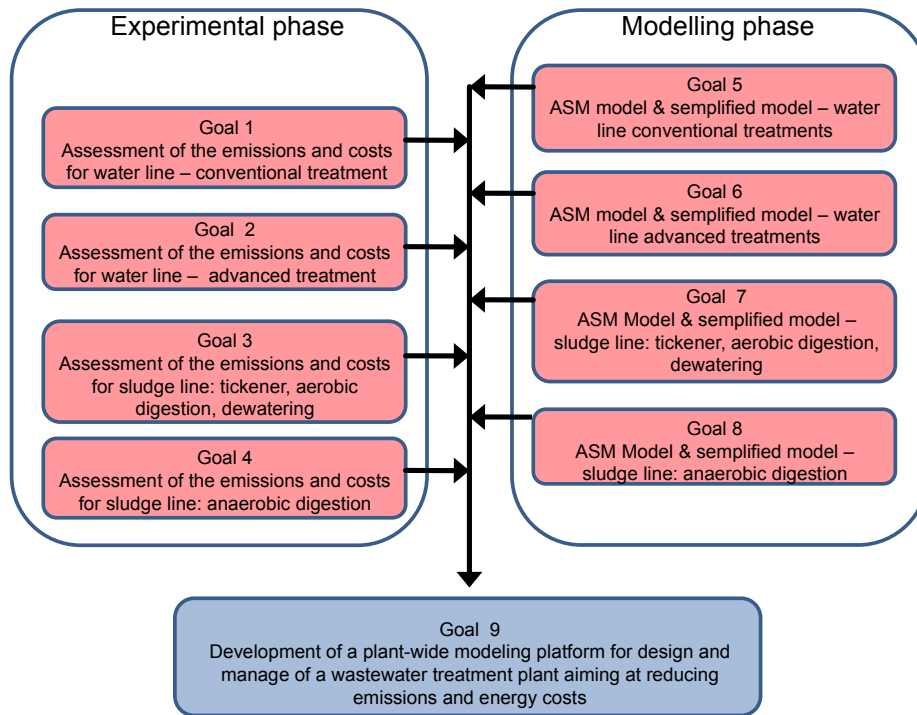 Experimental phase
Goal 1
Assessment of the emissions and costs
for water line – conventional treatment
Goal 2
Assessment of the emissions and costs
for water line – advanced treatment
Goal 3
Assessment of the emissions and costs
for sludge line: tickener, aerobic
digestion, dewatering
Goal 4
Assessment of the emissions and costs
for sludge line: anaerobic digestion
Modelling phase
Goal 5
ASM model & semplified model – water
line conventional treatments
Goal 6
ASM model & semplified model – water
line advanced treatments
Goal 7
ASM Model & semplified model –
sludge line: tickener, aerobic digestion,
dewatering
Goal 8
ASM Model & semplified model –
sludge line: anaerobic digestion
Goal 9
Development of a plant-wide modeling platform for design and
manage of a wastewater treatment plant aiming at reducing
emissions and energy costs